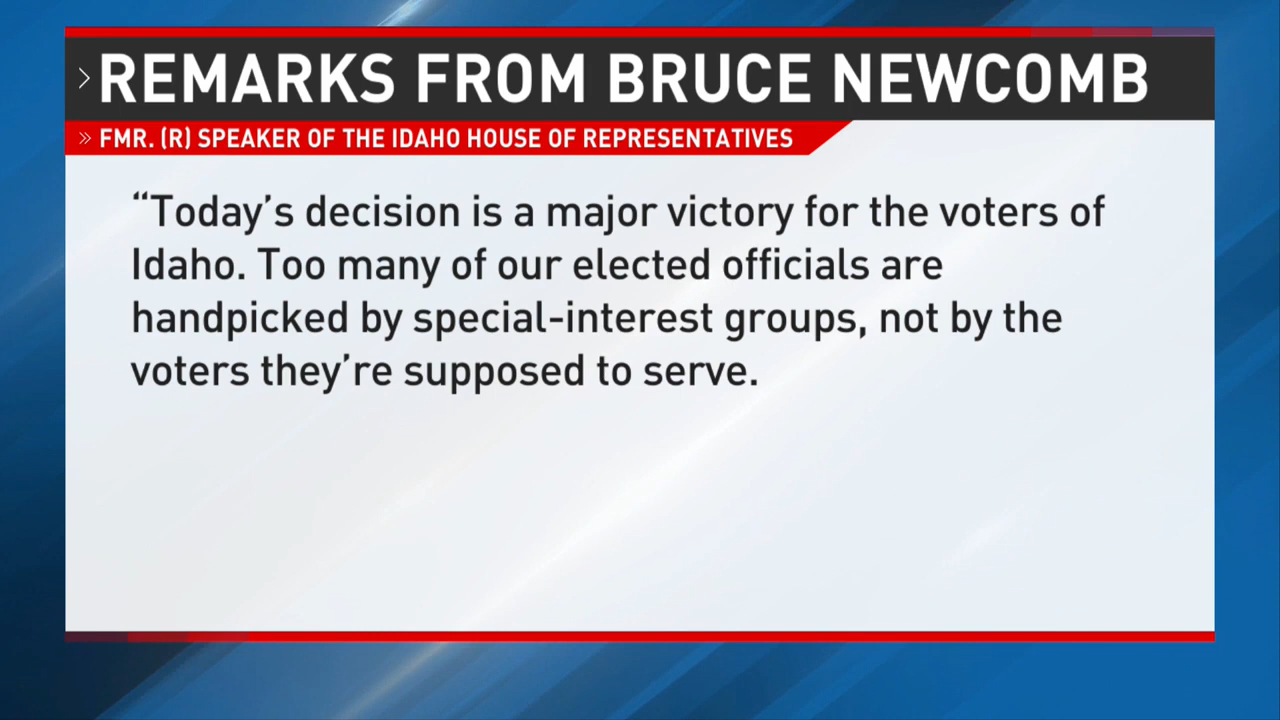 REMARKS FROM BRUCE NEWCOMB
FMR. (R) SPEAKER OF THE IDAHO HOUSE OF REPRESENTATIVES
“Today’s decision is a major victory for the voters of
Idaho. Too many of our elected officials are
handpicked by special-interest groups, not by the
voters they’re supposed to serve.